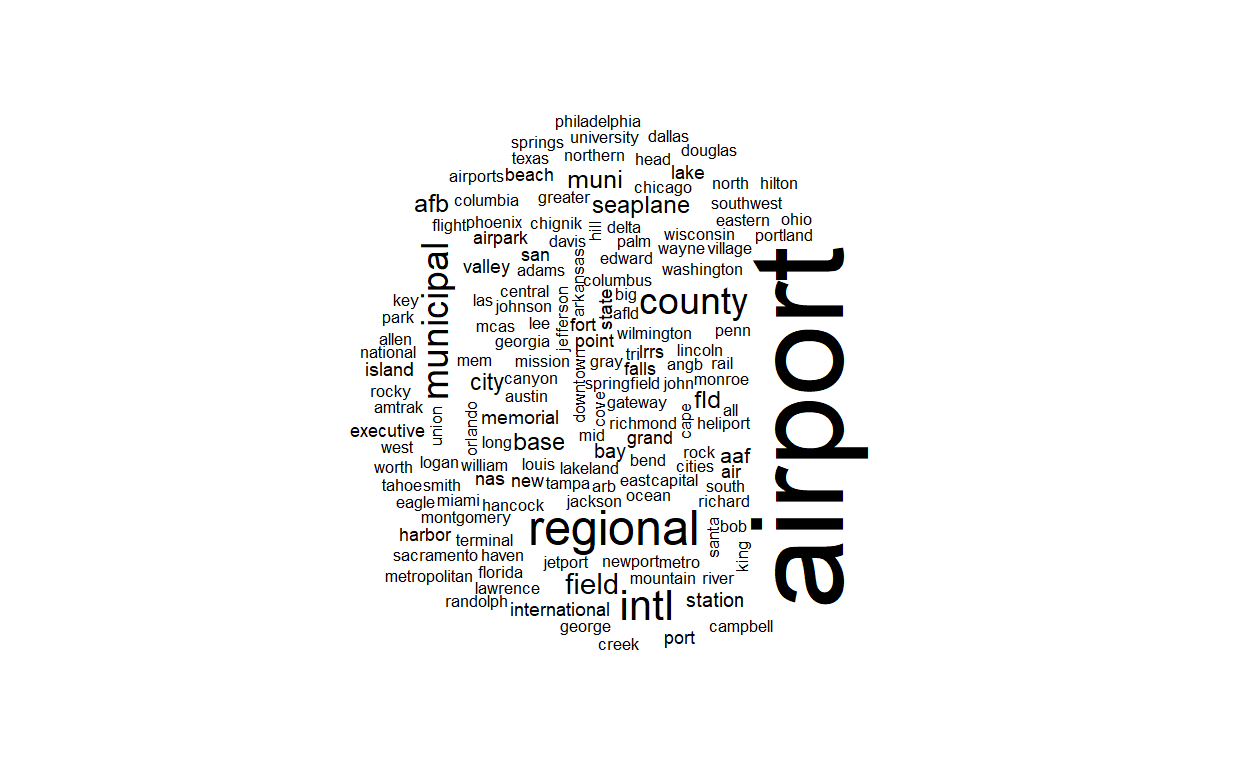 philadelphia
springs university dallas
texas northern head douglas
airports beach muni chicago lake north hilton
afb columbia greater seaplane southwest
flight phoenix chignik hill delta eastern ohio
airpark davis palm wisconsin portland
san edward wayne village
valley adams arkansas columbus washington
municipal central big county airport
key las johnson jefferson state afld
park mcas lee fort wilmington penn
allen georgia point
national mem mission gray tri lrrs lincoln
island downtown falls angb rail
rocky city canyon springfield john monroe
amtrak austin cove gateway fld all
union orlando memorial richmond cape heliport
executive long base mid grand
west bay rock aaf
worth logan william louis lakeland bend cities air
tahoe smith nas new tampa arb east capital south
eagle miami hancock jackson ocean richard
montgomery regional santa bob
harbor terminal king
sacramento haven jetport newport metro
metropolitan florida field mountain river
lawrence
randolph international intl station
george campbell
creek port